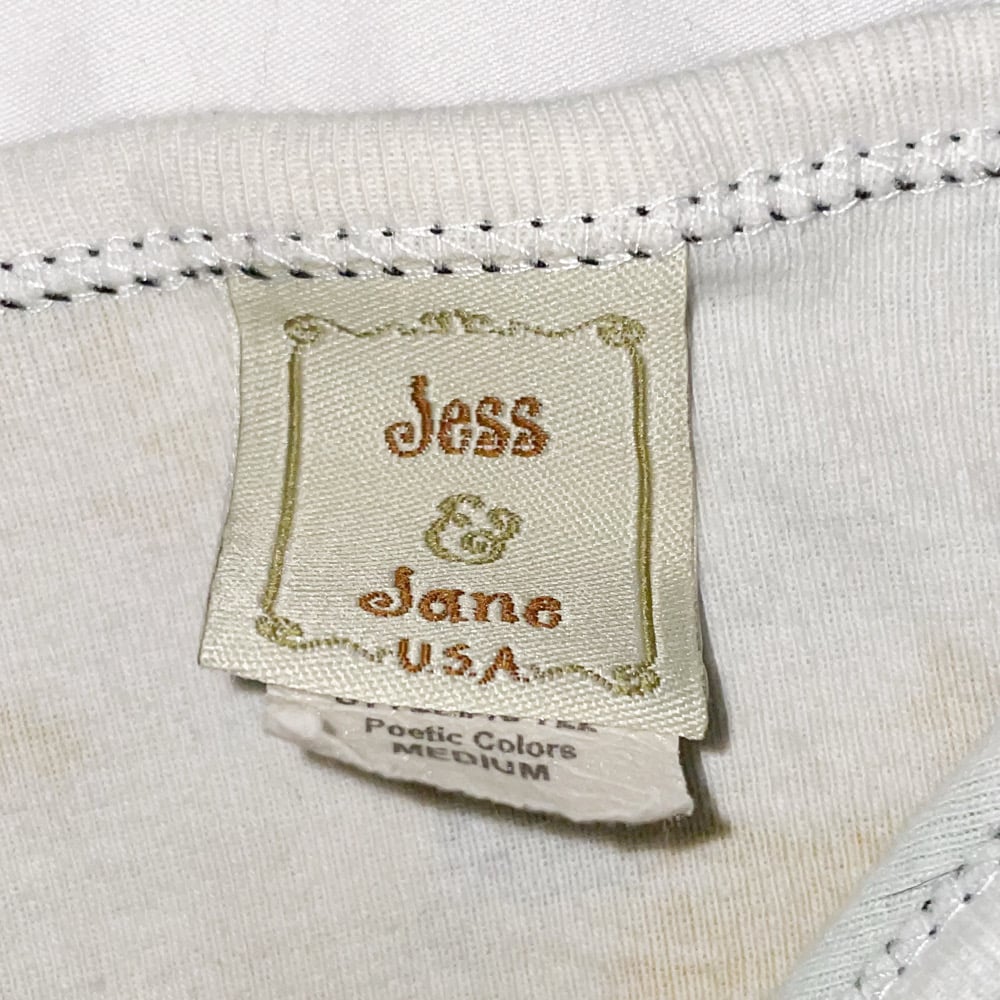 Jess
&
Jane
U.S.A.
Poetic Colors
MEDIUM